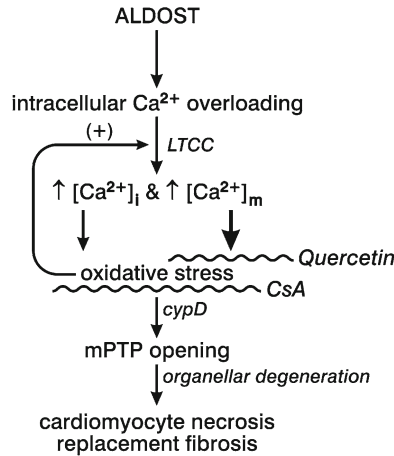 ALDOST
intracellular Ca²⁺ overloading
(+)
LTCC
↑ [Ca²⁺]ᵢ & ↑ [Ca²⁺]ₘ
Quercetin
oxidative stress
CsA
cypD
mPTP opening
organellar degeneration
cardiomyocyte necrosis
replacement fibrosis